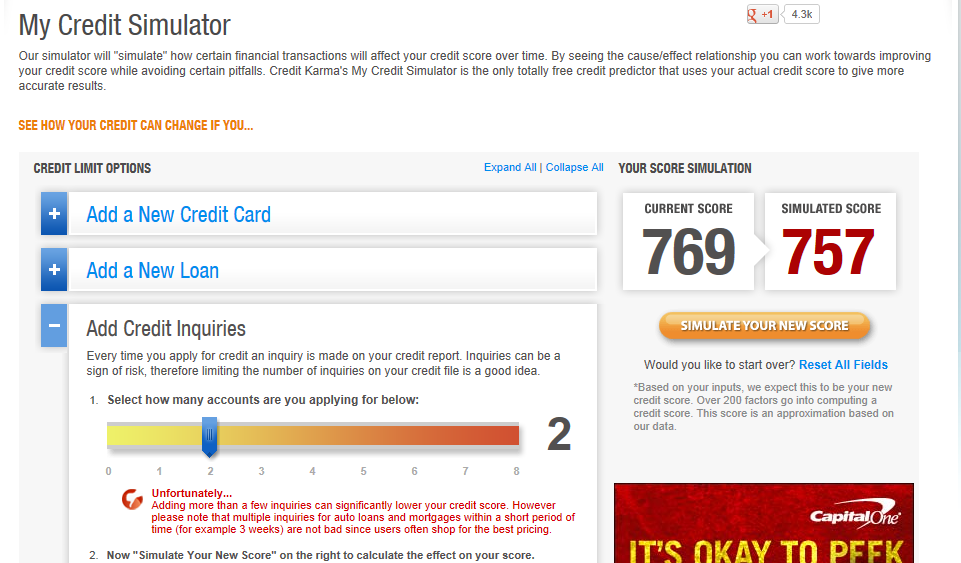 My Credit Simulator
+1
4.3k
Our simulator will "simulate" how certain financial transactions will affect your credit score over time. By seeing the cause/effect relationship you can work towards improving
your credit score while avoiding certain pitfalls. Credit Karma's My Credit Simulator is the only totally free credit predictor that uses your actual credit score to give more
accurate results.
SEE HOW YOUR CREDIT CAN CHANGE IF YOU...
CREDIT LIMIT OPTIONS
Expand All | Collapse All
+ Add a New Credit Card
+ Add a New Loan
− Add Credit Inquiries
Every time you apply for credit an inquiry is made on your credit report. Inquiries can be a
sign of risk, therefore limiting the number of inquiries on your credit file is a good idea.
1. Select how many accounts are you applying for below:
2
0 1 2 3 4 5 6 7 8
Unfortunately...
Adding more than a few inquiries can significantly lower your credit score. However
please note that multiple inquiries for auto loans and mortgages within a short period of
time (for example 3 weeks) are not bad since users often shop for the best pricing.
2. Now "Simulate Your New Score" on the right to calculate the effect on your score.
YOUR SCORE SIMULATION
CURRENT SCORE
769
SIMULATED SCORE
757
SIMULATE YOUR NEW SCORE
Would you like to start over? Reset All Fields
*Based on your inputs, we expect this to be your new
credit score. Over 200 factors go into computing a
credit score. This score is an approximation based on
our data.
Capital One
IT'S OKAY TO PEEK